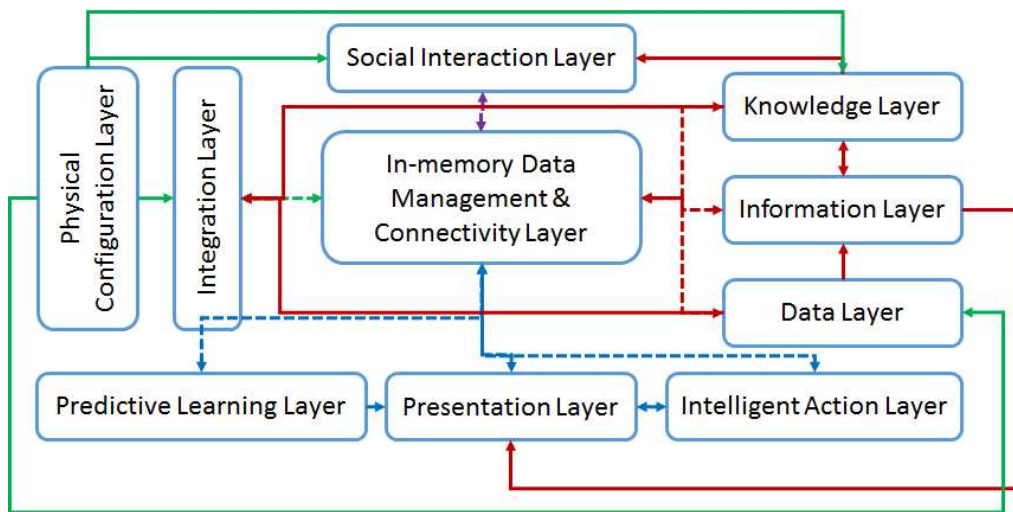 Social Interaction Layer
Physical
Configuration Layer
Integration Layer
In-memory Data
Management &
Connectivity Layer
Knowledge Layer
Information Layer
Data Layer
Predictive Learning Layer
Presentation Layer
Intelligent Action Layer